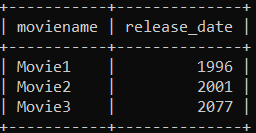 +-----------+--------------+
| moviename | release_date |
+-----------+--------------+
| Movie1    |         1996 |
| Movie2    |         2001 |
| Movie3    |         2077 |
+-----------+--------------+